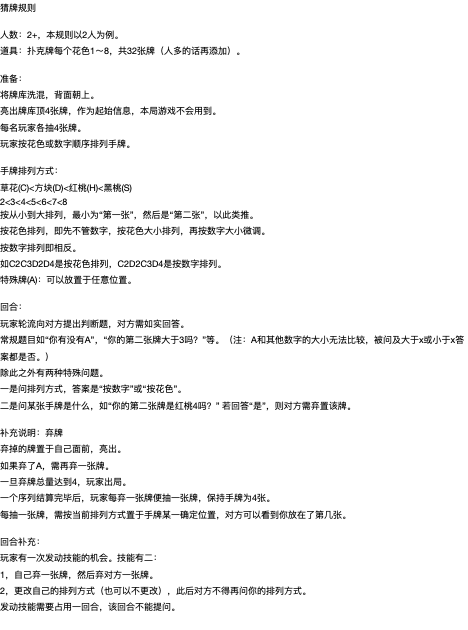 猜牌规则
人数：2+，本规则以2人为例。
道具：扑克牌每个花色1～8，共32张牌（人多的话再添加）。
准备：
将牌库洗混，背面朝上。
亮出牌库顶4张牌，作为起始信息，本局游戏不会用到。
每名玩家各抽4张牌。
玩家按花色或数字顺序排列手牌。
手牌排列方式：
草花(C)<方块(D)<红桃(H)<黑桃(S)
2<3<4<5<6<7<8
按从小到大排列，最小为“第一张”，然后是“第二张”，以此类推。
按花色排列，即先不管数字，按花色大小排列，再按数字大小微调。
按数字排列即相反。
如C2C3D2D4是按花色排列，C2D2C3D4是按数字排列。
特殊牌(A)：可以放置于任意位置。
回合：
玩家轮流向对方提出判断题，对方需如实回答。
常规题目如“你有没有A”，“你的第二张牌大于3吗？”等。（注：A和其他数字的大小无法比较，被问及大于x或小于x答
案都是否。）
除此之外有两种特殊问题。
一是问排列方式，答案是“按数字”或“按花色”。
二是问某张手牌是什么，如“你的第二张牌是红桃4吗？” 若回答“是”，则对方需弃置该牌。
补充说明：弃牌
弃掉的牌置于自己面前，亮出。
如果弃了A，需再弃一张牌。
一旦弃牌总量达到4，玩家出局。
一个序列结算完毕后，玩家每弃一张牌便抽一张牌，保持手牌为4张。
每抽一张牌，需按当前排列方式置于手牌某一确定位置，对方可以看到你放在了第几张。
回合补充：
玩家有一次发动技能的机会。技能有二：
1，自己弃一张牌，然后弃对方一张牌。
2，更改自己的排列方式（也可以不更改），此后对方不得再问你的排列方式。
发动技能需要占用一回合，该回合不能提问。